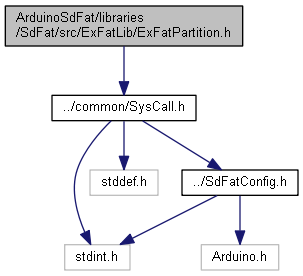 ArduinoSdFat/libraries
/SdFat/src/ExFatLib/ExFatPartition.h
../common/SysCall.h
stddef.h
../SdFatConfig.h
stdint.h
Arduino.h